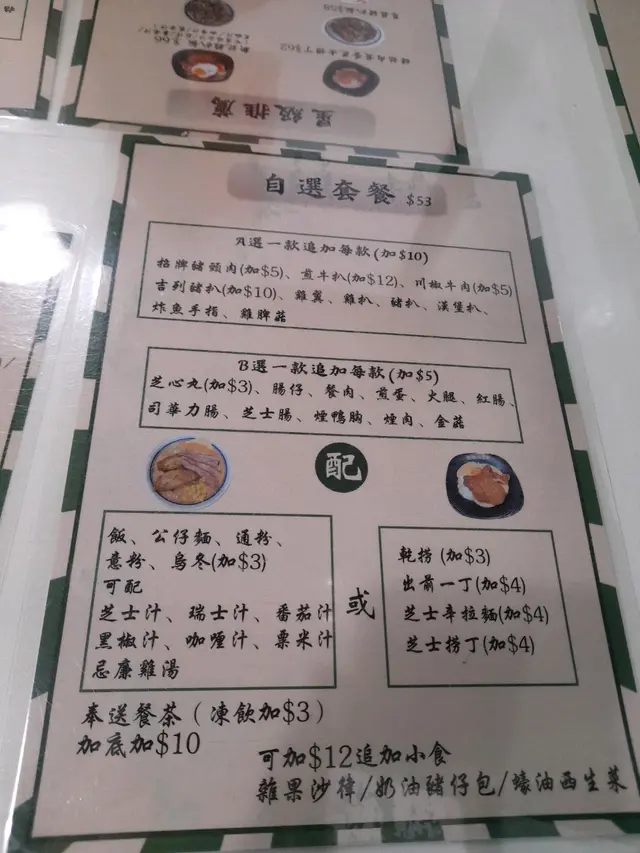 星級推薦
自選套餐 $53
A選一款追加每款(加$10)
招牌豬頸肉(加$5)、煎牛扒(加$12)、川椒牛肉(加$5)
吉列豬扒(加$10)、雞翼、雞扒、豬扒、漢堡扒、
炸魚手指、雞脾菇
B選一款追加每款(加$5)
芝心丸(加$3)、腸仔、餐肉、煎蛋、火腿、紅腸、
司華力腸、芝士腸、煙鴨胸、煙肉、金菇
配
飯、公仔麵、通粉、
意粉、烏冬(加$3)
可配
芝士汁、瑞士汁、番茄汁
黑椒汁、咖喱汁、粟米汁
忌廉雞湯
或
乾撈 (加$3)
出前一丁(加$4)
芝士辛拉麵(加$4)
芝士撈丁(加$4)
奉送餐茶（凍飲加$3）
加底加$10
可加$12追加小食
雜果沙律/奶油豬仔包/蠔油西生菜